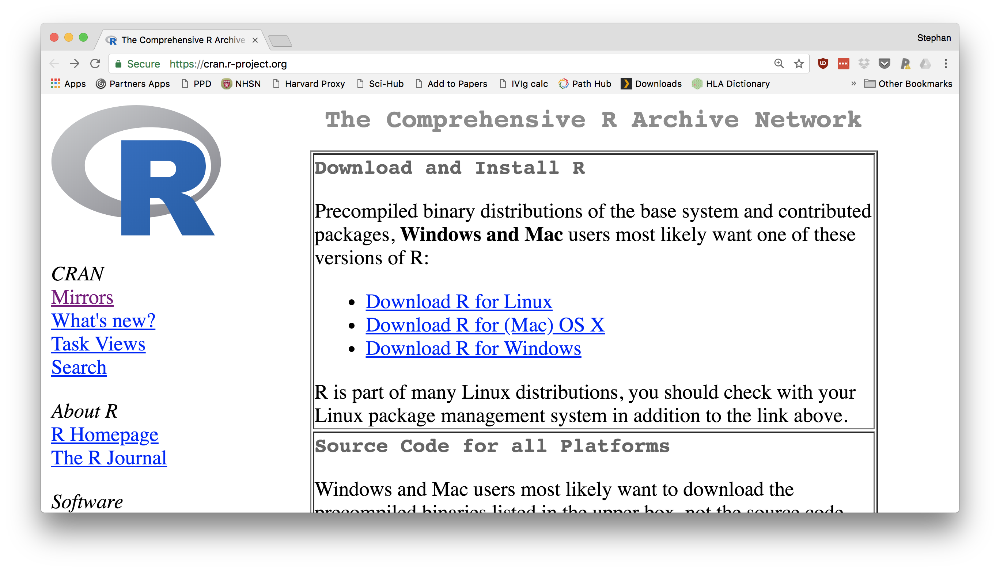 The Comprehensive R Archive
Stephan
Secure https://cran.r-project.org
Apps Partners Apps PPD NHSN Harvard Proxy Sci-Hub Add to Papers IVIg calc Path Hub Downloads HLA Dictionary » Other Bookmarks
R
CRAN
Mirrors
What's new?
Task Views
Search
About R
R Homepage
The R Journal
Software
The Comprehensive R Archive Network
Download and Install R
Precompiled binary distributions of the base system and contributed
packages, Windows and Mac users most likely want one of these
versions of R:
• Download R for Linux
• Download R for (Mac) OS X
• Download R for Windows
R is part of many Linux distributions, you should check with your
Linux package management system in addition to the link above.
Source Code for all Platforms
Windows and Mac users most likely want to download the
precompiled binaries listed in the upper box, not the source code